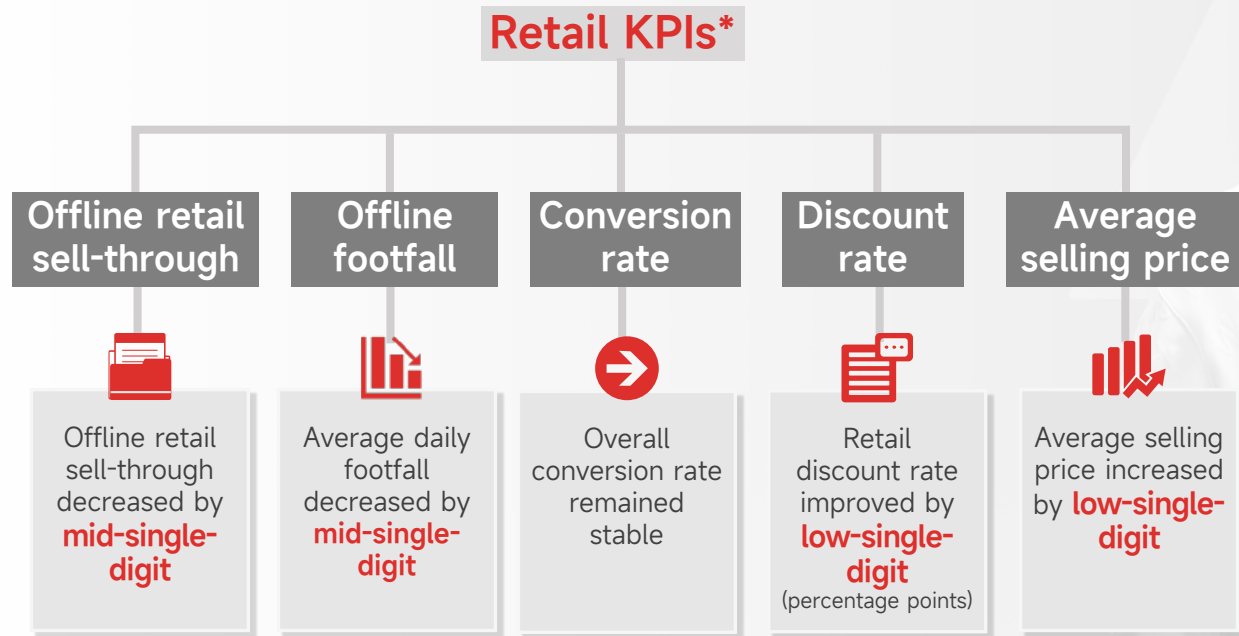 Retail KPIs*
Offline retail
sell-through
Offline
footfall
Conversion
rate
Discount
rate
Average
selling price
Offline retail
sell-through
decreased by
mid-single-
digit
Average daily
footfall
decreased by
mid-single-
digit
Overall
conversion rate
remained
stable
Retail
discount rate
improved by
low-single-
digit
(percentage points)
Average selling
price increased
by low-single-
digit